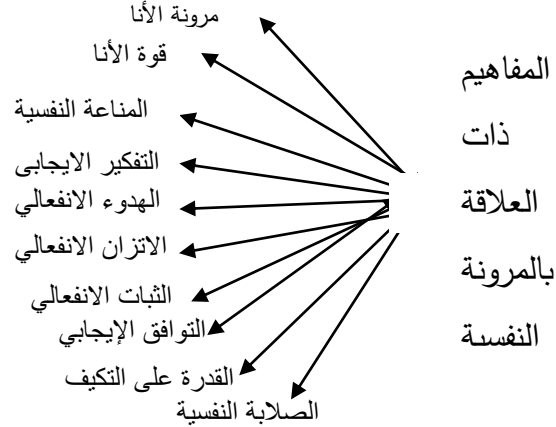 المفاهيم
ذات
العلاقة
بالمرونة
النفسة
مرونة الأنا
قوة الأنا
المناعة النفسية
التفكير الايجابى
الهدوء الانفعالي
الاتزان الانفعالي
الثبات الانفعالي
التوافق الإيجابي
القدرة على التكيف
الصلابة النفسية